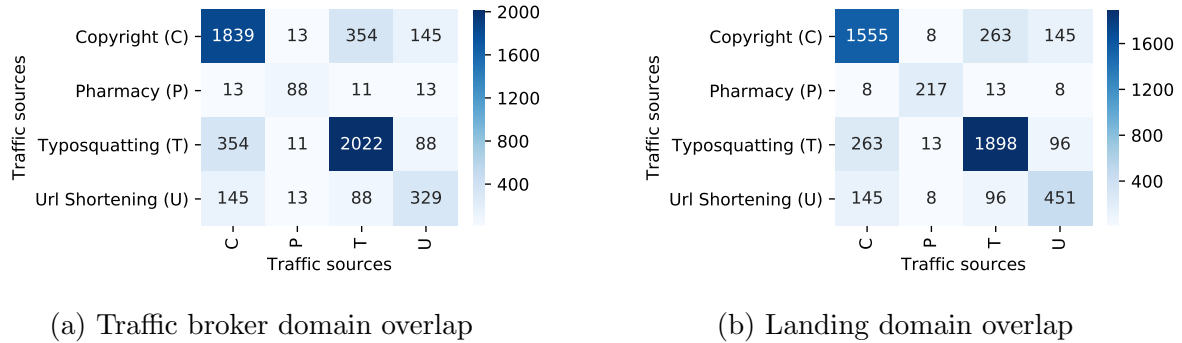 Traffic sources
Copyright (C) 1839 13 354 145
Pharmacy (P) 13 88 11 13
Typosquatting (T) 354 11 2022 88
Url Shortening (U) 145 13 88 329
C P T U
Traffic sources
2000
1600
1200
800
400
(a) Traffic broker domain overlap
Traffic sources
Copyright (C) 1555 8 263 145
Pharmacy (P) 8 217 13 8
Typosquatting (T) 263 13 1898 96
Url Shortening (U) 145 8 96 451
C P T U
Traffic sources
1600
1200
800
400
(b) Landing domain overlap